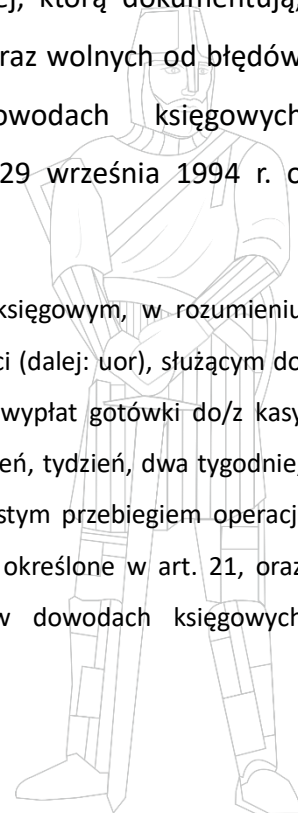 ej, którą dokumentują,
raz wolnych od błędów
owodach księgowych
29 września 1994 r. o
księgowym, w rozumieniu
ci (dalej: uor), służącym do
wypłat gotówki do/z kasy
eń, tydzień, dwa tygodnie,
stym przebiegiem operacji
określone w art. 21, oraz
w dowodach księgowych